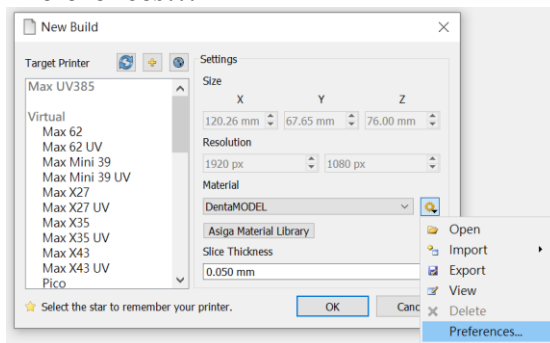 New Build
Target Printer
Max UV385
Virtual
Max 62
Max 62 UV
Max Mini 39
Max Mini 39 UV
Max X27
Max X27 UV
Max X35
Max X35 UV
Max X43
Max X43 UV
Pico
Select the star to remember your printer.
Settings
Size
X Y Z
120.26 mm 67.65 mm 76.00 mm
Resolution
1920 px 1080 px
Material
DentaMODEL
Asiga Material Library
Slice Thickness
0.050 mm
OK Canc
Open
Import
Export
View
Delete
Preferences...